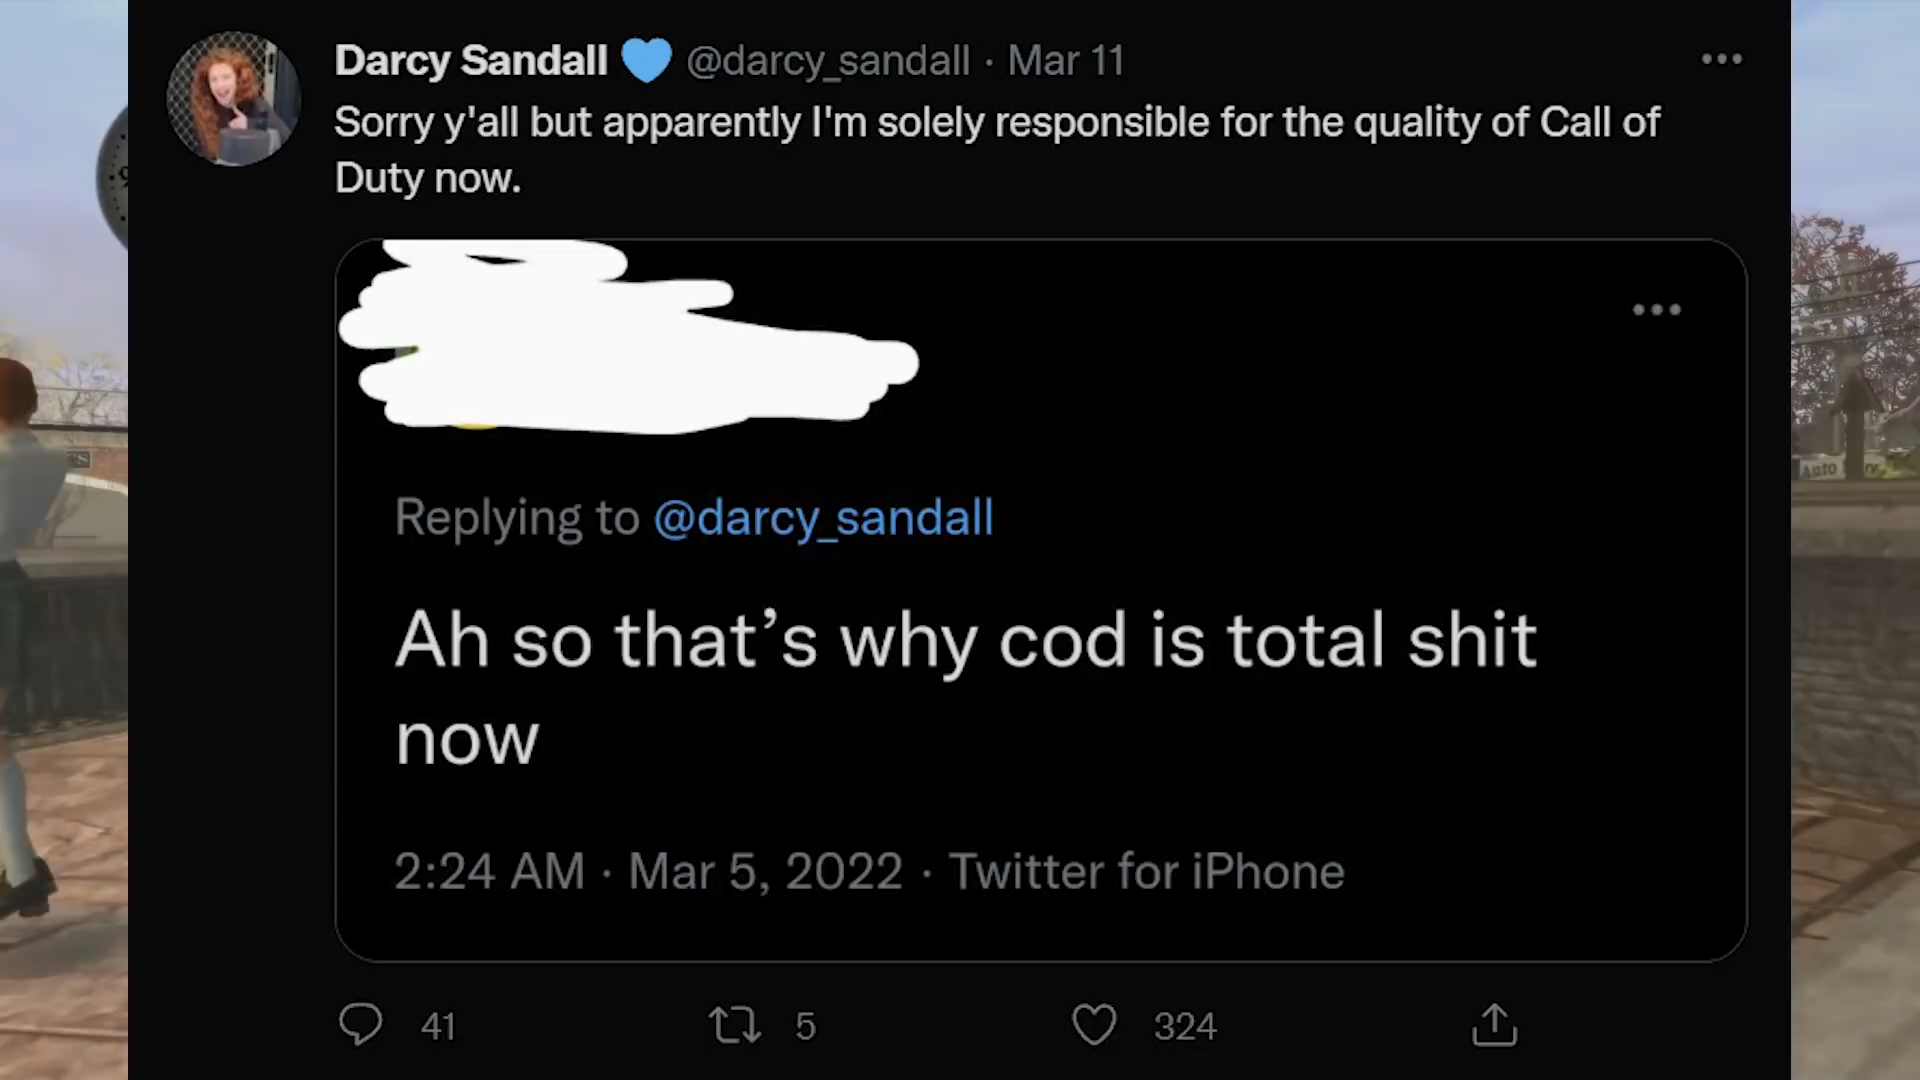 Darcy Sandall 💙 @darcy_sandall · Mar 11
Sorry y'all but apparently I'm solely responsible for the quality of Call of
Duty now.
Replying to @darcy_sandall
Ah so that’s why cod is total shit
now
2:24 AM · Mar 5, 2022 · Twitter for iPhone
41 5 324
Auto